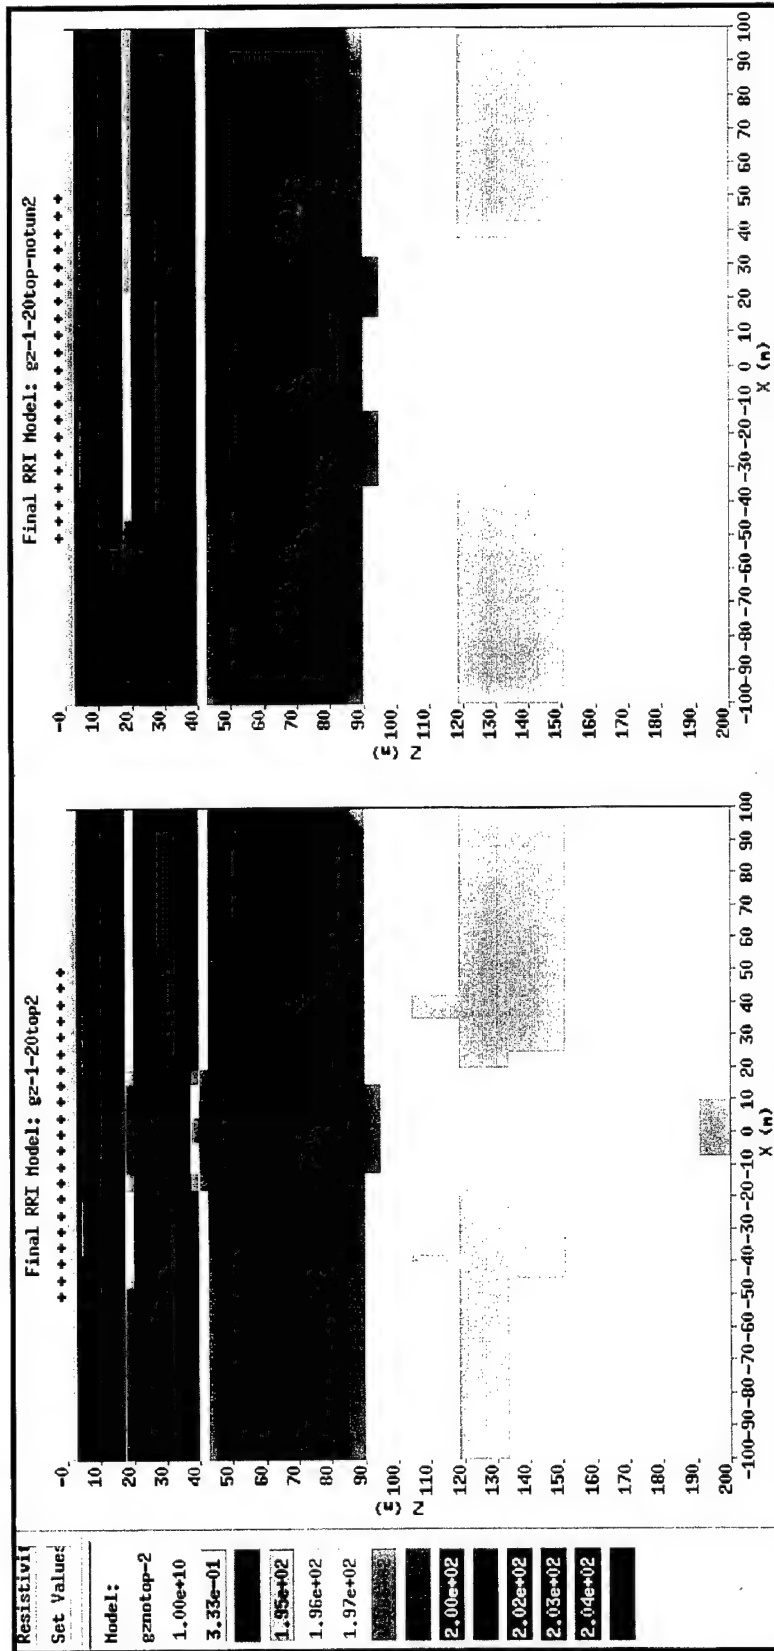 Resistivit
Set Values
Model:
gznotop-2
1.00e+10
3.33e-01
1.95e+02
1.96e+02
1.97e+02
2.00e+02
2.02e+02
2.03e+02
2.04e+02
Final RRI Model: gz-1-20top2
+ + + + + + + + + + + + + + + + + + + + +
-0
10
20
30
40
50
60
70
80
90
100
110
120
130
140
150
160
170
180
190
200
Z (m)
-100-90-80-70-60-50-40-30-20-10 0 10 20 30 40 50 60 70 80 90 100
X (m)
Final RRI Model: gz-1-20top-notun2
+ + + + + + + + + + + + + + + + + + + + +
-0
10
20
30
40
50
60
70
80
90
100
110
120
130
140
150
160
170
180
190
200
Z (m)
-100-90-80-70-60-50-40-30-20-10 0 10 20 30 40 50 60 70 80 90 100
X (m)